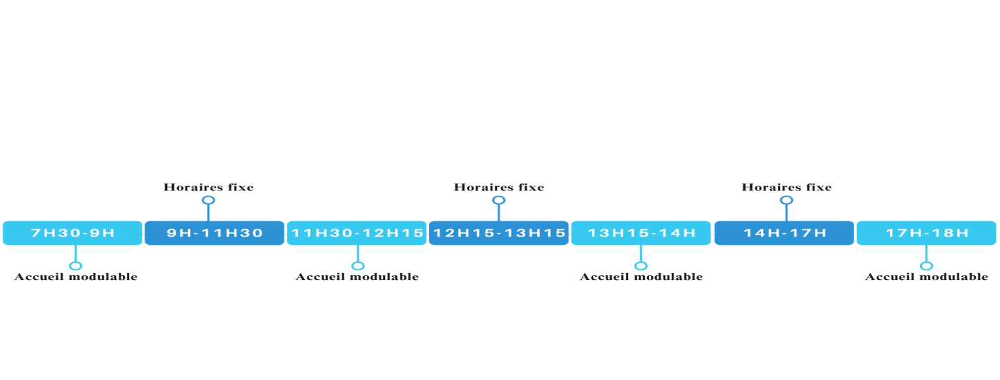 Horaires fixe
Horaires fixe
Horaires fixe
7H30-9H
9H-11H30
11H30-12H15
12H15-13H15
13H15-14H
14H-17H
17H-18H
Accueil modulable
Accueil modulable
Accueil modulable
Accueil modulable